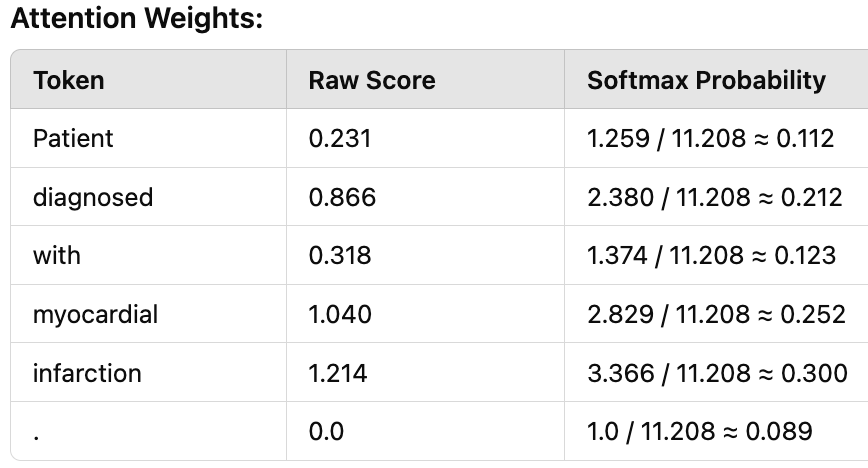 Attention Weights:
Token Raw Score Softmax Probability
Patient 0.231 1.259 / 11.208 ≈ 0.112
diagnosed 0.866 2.380 / 11.208 ≈ 0.212
with 0.318 1.374 / 11.208 ≈ 0.123
myocardial 1.040 2.829 / 11.208 ≈ 0.252
infarction 1.214 3.366 / 11.208 ≈ 0.300
. 0.0 1.0 / 11.208 ≈ 0.089